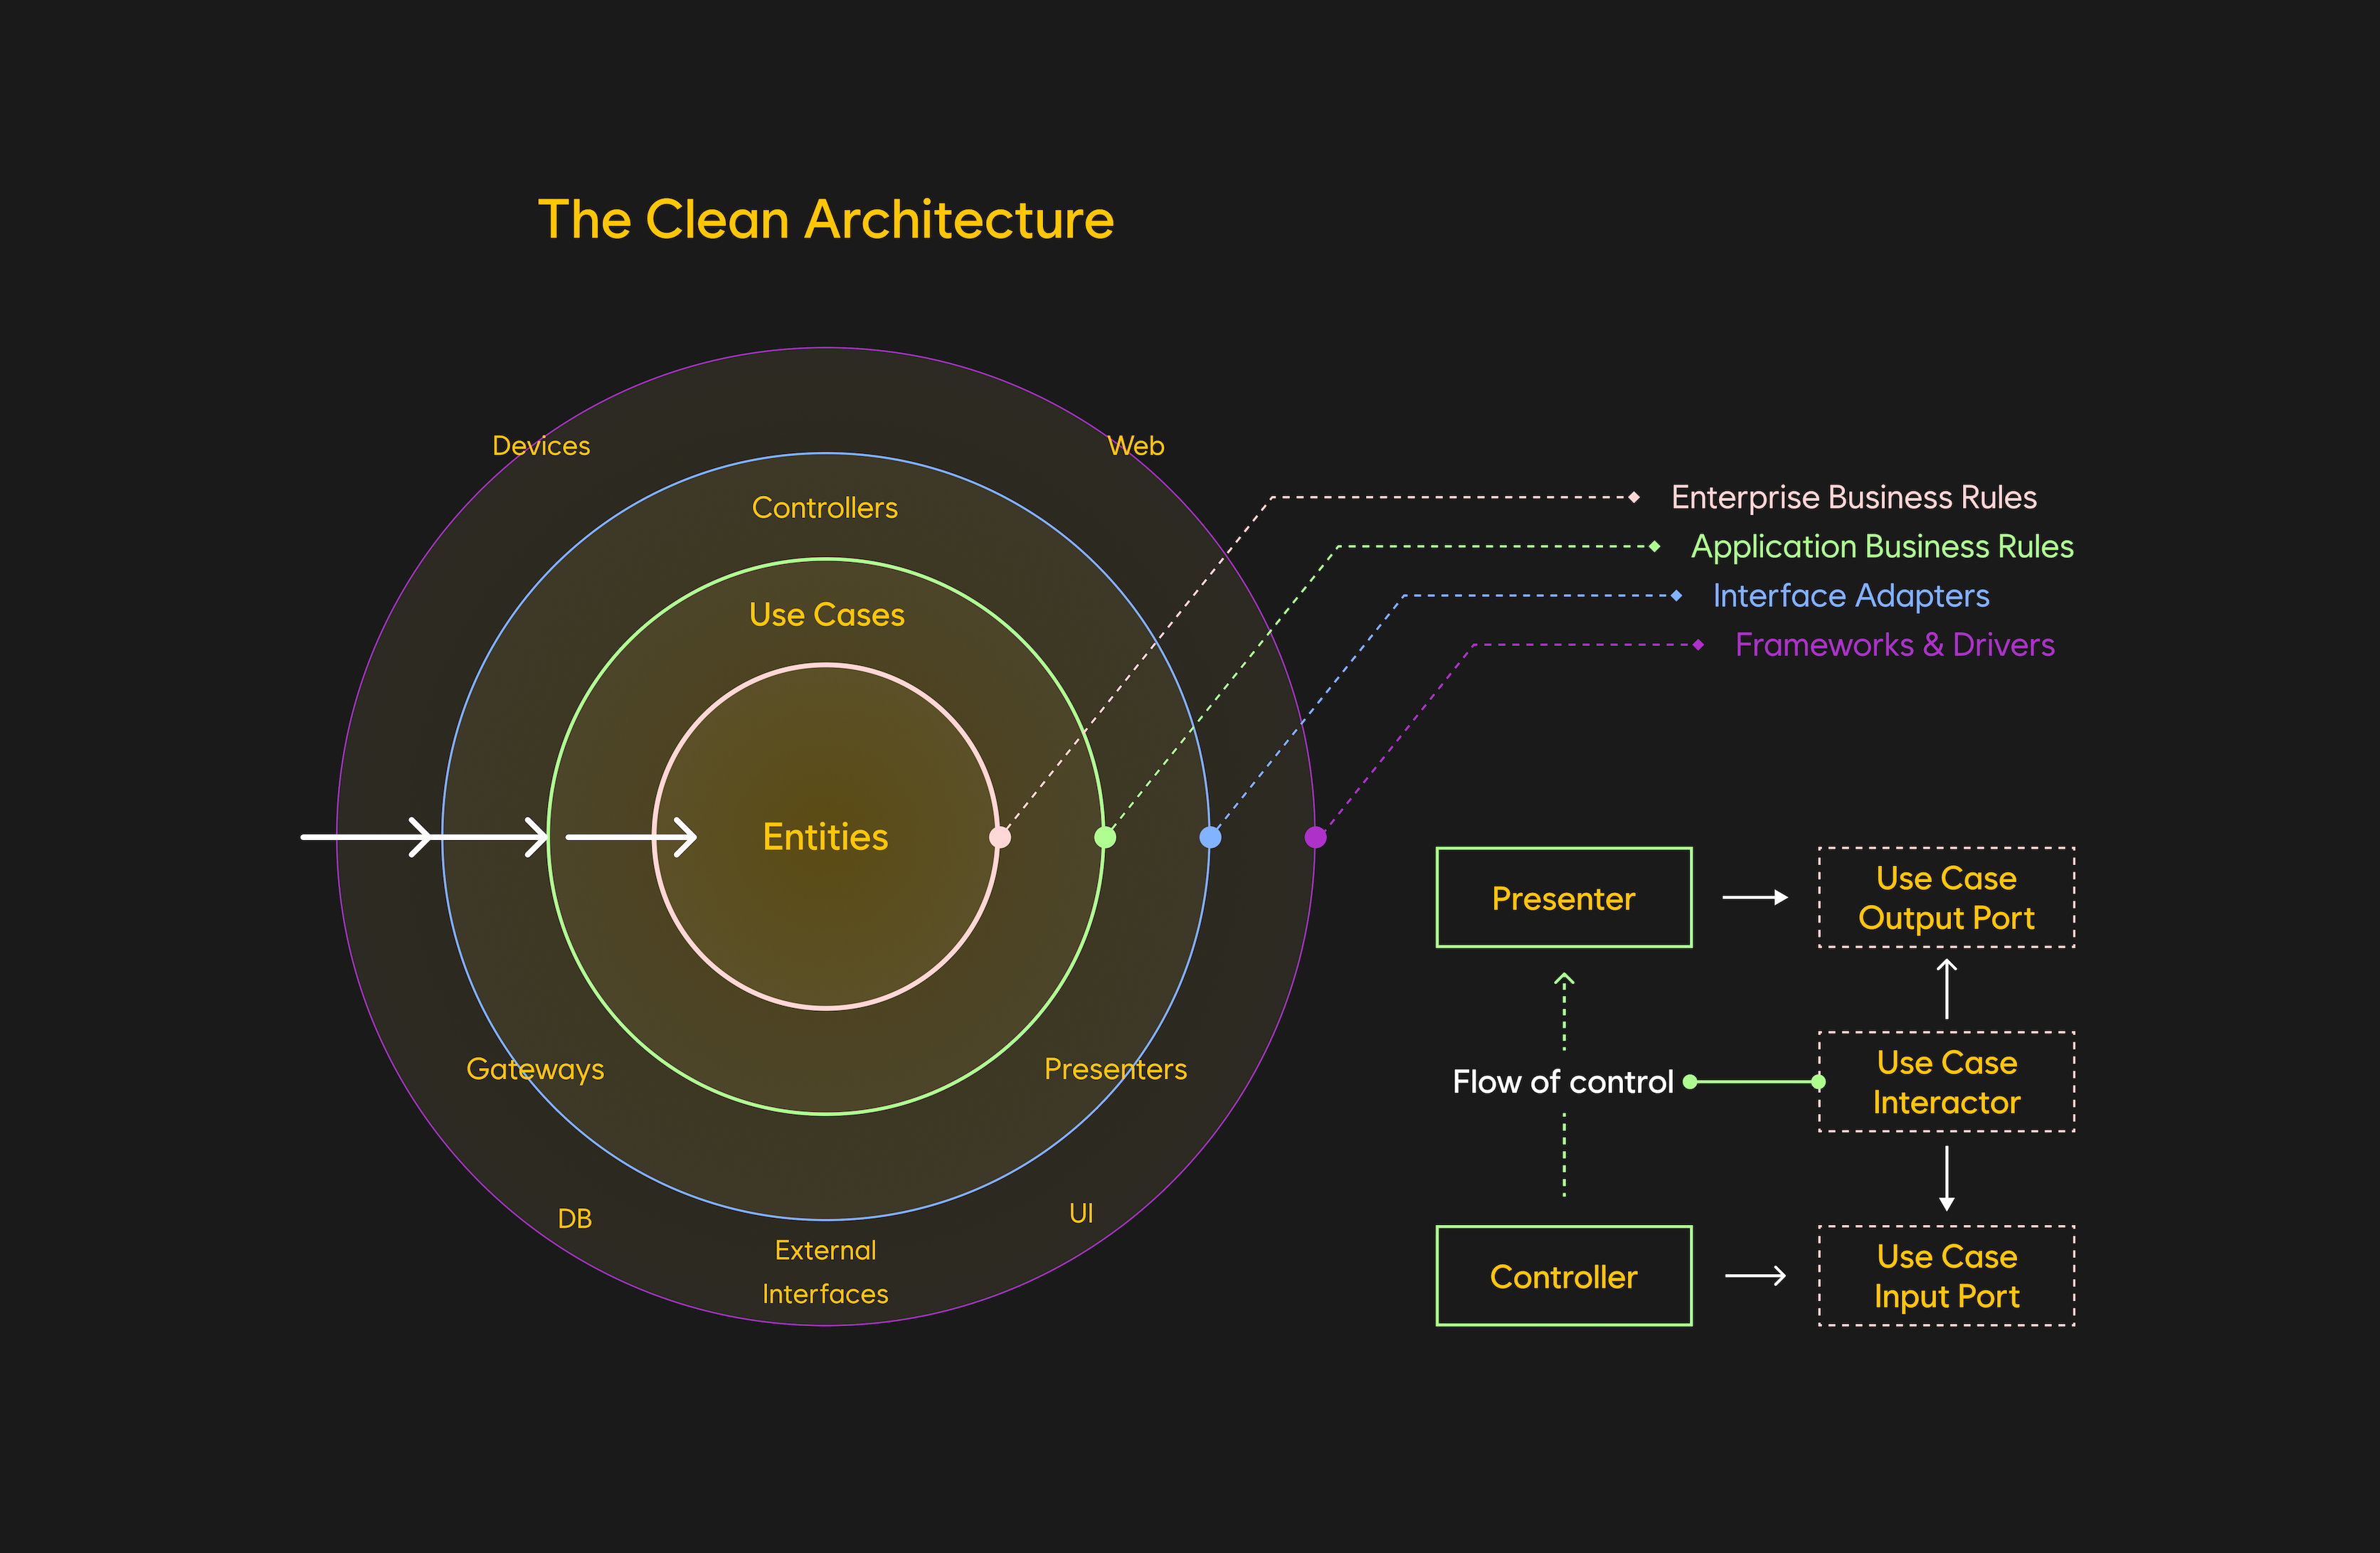 The Clean Architecture
Devices
Web
Controllers
Use Cases
Entities
Gateways
Presenters
DB
UI
External
Interfaces
Enterprise Business Rules
Application Business Rules
Interface Adapters
Frameworks & Drivers
Presenter
Use Case
Output Port
Flow of control
Use Case
Interactor
Controller
Use Case
Input Port